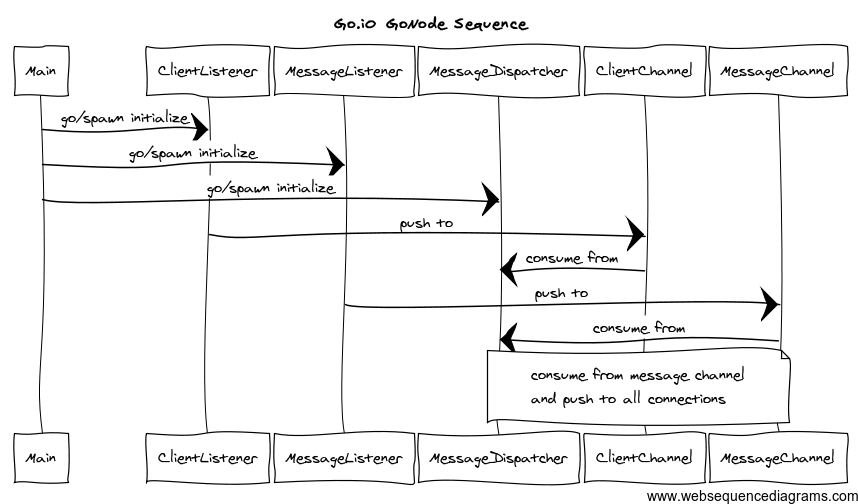 Go.io GoNode Sequence
Main
ClientListener
MessageListener
MessageDispatcher
ClientChannel
MessageChannel
go/spawn initialize
go/spawn initialize
go/spawn initialize
push to
consume from
push to
consume from
consume from message channel
and push to all connections
Main
ClientListener
MessageListener
MessageDispatcher
ClientChannel
MessageChannel
www.websequencediagrams.com